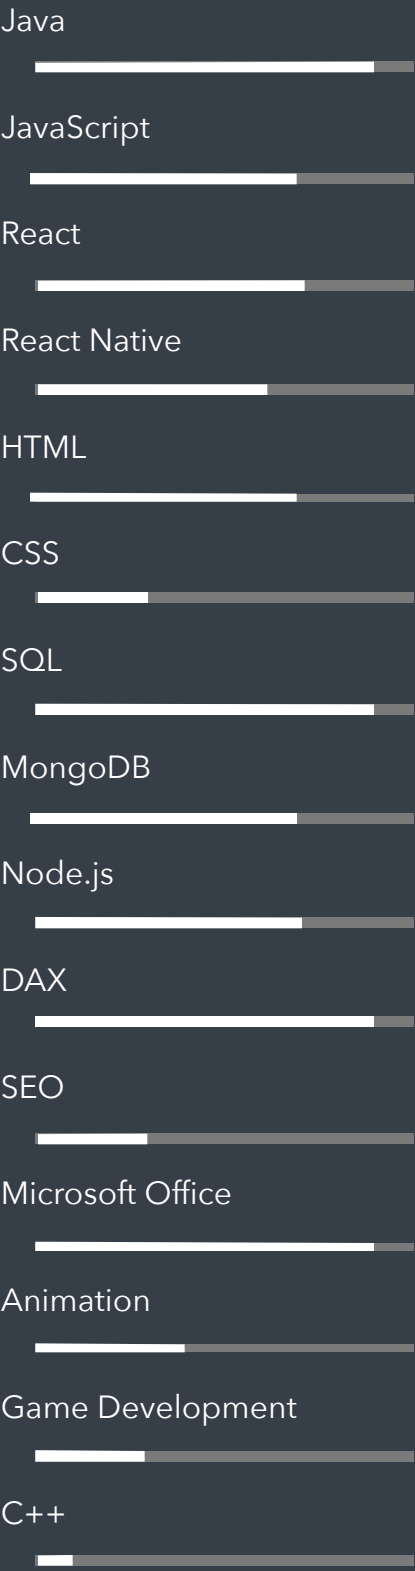 Java
JavaScript
React
React Native
HTML
CSS
SQL
MongoDB
Node.js
DAX
SEO
Microsoft Office
Animation
Game Development
C++